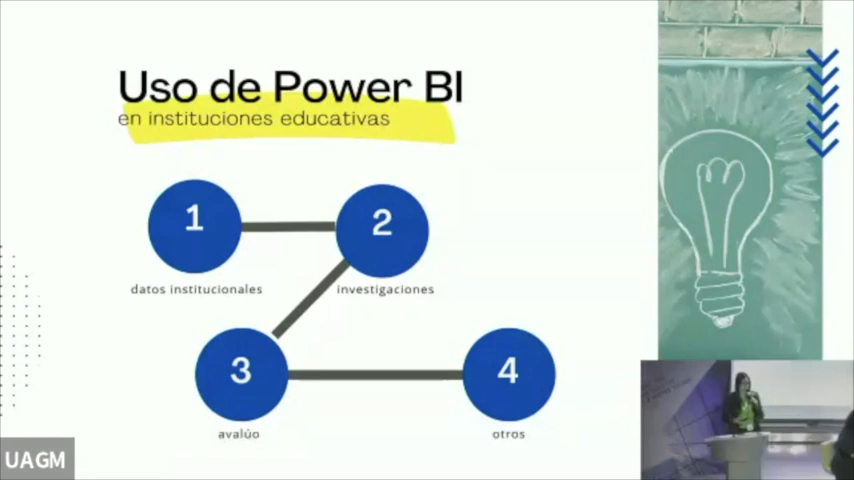 Uso de Power BI
en instituciones educativas
1
2
datos institucionales
investigaciones
3
4
avalúo
otros
UAGM